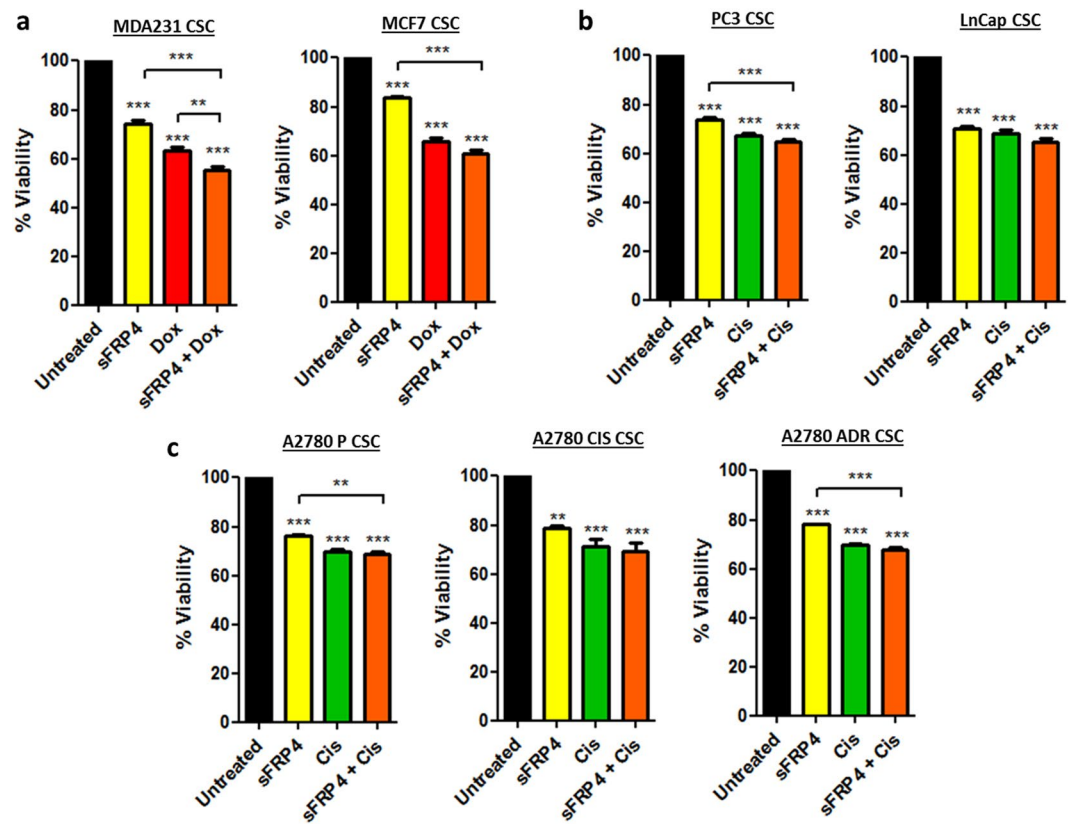 a
MDA231 CSC
% Viability
100
80
60
40
20
0
***
***
***
***
**
Untreated
sFRP4
Dox
sFRP4 + Dox
MCF7 CSC
% Viability
100
80
60
40
20
0
***
***
***
***
Untreated
sFRP4
Dox
sFRP4 + Dox
b
PC3 CSC
% Viability
100
80
60
40
20
0
***
***
***
***
Untreated
sFRP4
Cis
sFRP4 + Cis
LnCap CSC
% Viability
100
80
60
40
20
0
***
***
***
Untreated
sFRP4
Cis
sFRP4 + Cis
c
A2780 P CSC
% Viability
100
80
60
40
20
0
**
***
***
***
Untreated
sFRP4
Cis
sFRP4 + Cis
A2780 CIS CSC
% Viability
100
80
60
40
20
0
**
***
***
Untreated
sFRP4
Cis
sFRP4 + Cis
A2780 ADR CSC
% Viability
100
80
60
40
20
0
***
***
***
***
Untreated
sFRP4
Cis
sFRP4 + Cis